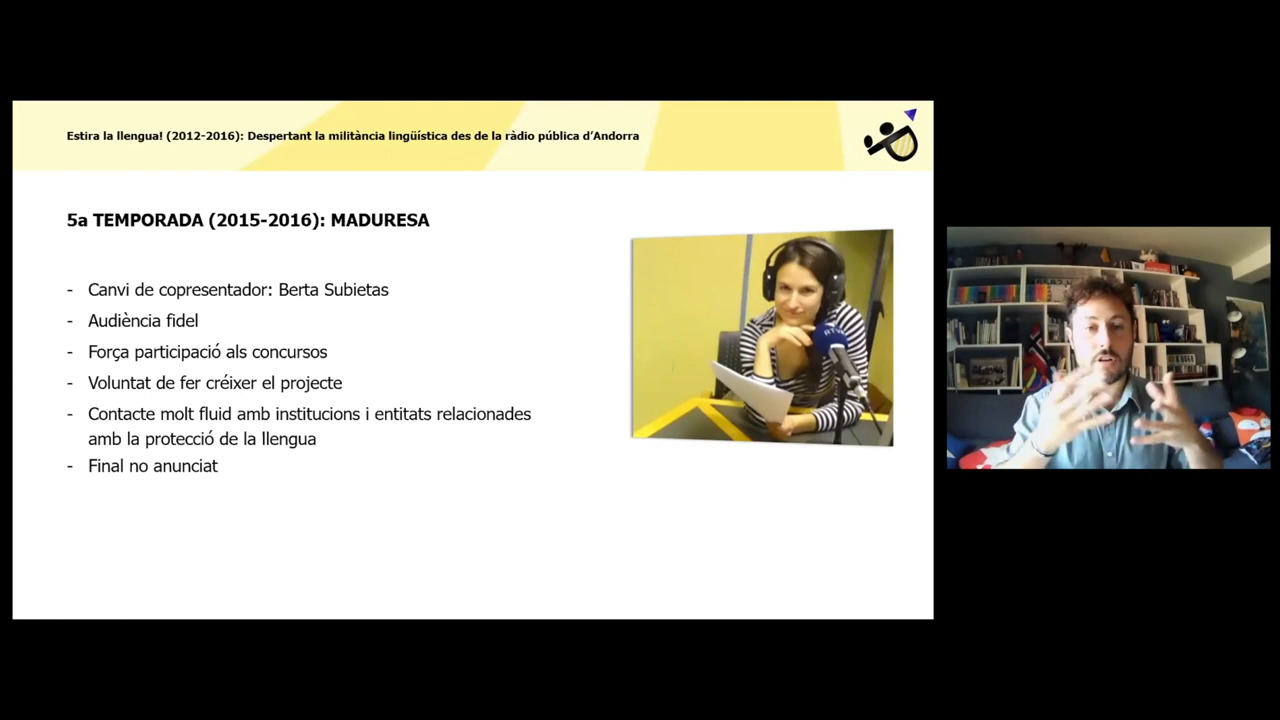 Estira la llengua! (2012-2016): Despertant la militància lingüística des de la ràdio pública d'Andorra
5a TEMPORADA (2015-2016): MADURESA
- Canvi de copresentador: Berta Subietas
- Audiència fidel
- Força participació als concursos
- Voluntat de fer créixer el projecte
- Contacte molt fluid amb institucions i entitats relacionades
amb la protecció de la llengua
- Final no anunciat